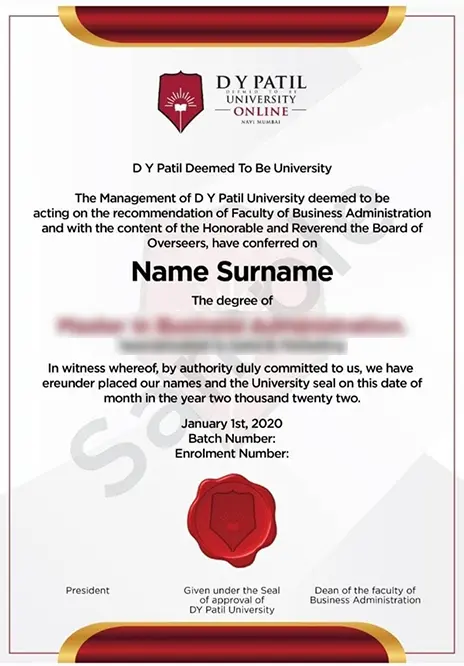 D Y PATIL
DEEMED TO BE
UNIVERSITY
ONLINE
NAVI MUMBAI
D Y Patil Deemed To Be University
The Management of D Y Patil University deemed to be
acting on the recommendation of Faculty of Business Administration
and with the content of the Honorable and Reverend the Board of
Overseers, have conferred on
Name Surname
The degree of
Master in Business Administration.
In witness whereof, by authority duly committed to us, we have
ereunder placed our names and the University seal on this date of
month in the year two thousand twenty two.
January 1st, 2020
Batch Number:
Enrolment Number:
Sample
President
Given under the Seal
of approval of
DY Patil University
Dean of the faculty of
Business Administration